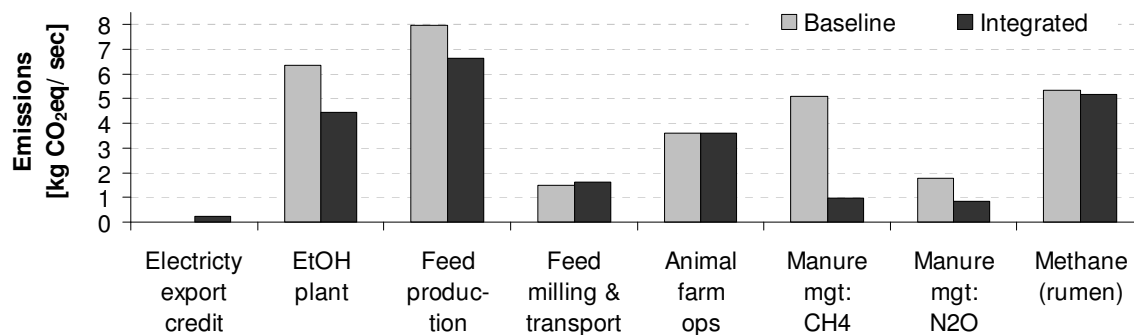 Emissions
[kg CO₂eq/ sec]
8
7
6
5
4
3
2
1
0
Baseline
Integrated
Electricty
export
credit
EtOH
plant
Feed
produc-
tion
Feed
milling &
transport
Animal
farm
ops
Manure
mgt:
CH4
Manure
mgt:
N2O
Methane
(rumen)